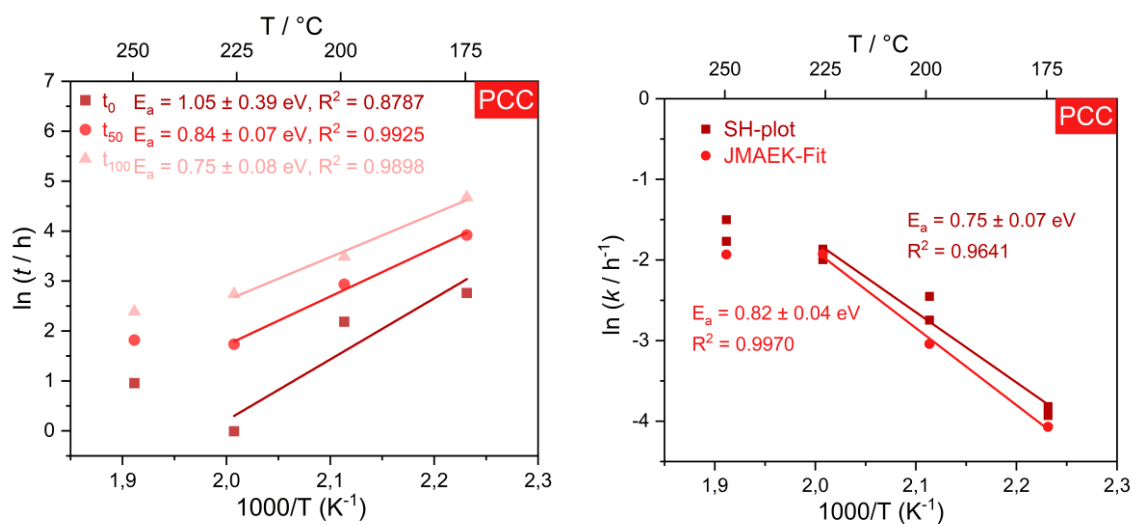 T / °C
250 225 200 175
7
6
5
4
3
2
1
0
ln (t / h)
PCC
t0 Ea = 1.05 ± 0.39 eV, R2 = 0.8787
t50 Ea = 0.84 ± 0.07 eV, R2 = 0.9925
t100 Ea = 0.75 ± 0.08 eV, R2 = 0.9898
1,9 2,0 2,1 2,2 2,3
1000/T (K-1)
T / °C
250 225 200 175
0
-1
-2
-3
-4
ln (k / h-1)
PCC
SH-plot
JMAEK-Fit
Ea = 0.75 ± 0.07 eV
R2 = 0.9641
Ea = 0.82 ± 0.04 eV
R2 = 0.9970
1,9 2,0 2,1 2,2 2,3
1000/T (K-1)